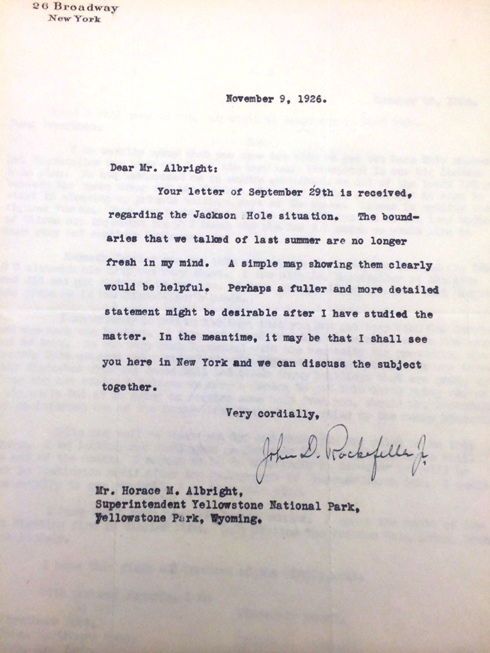 26 Broadway
New York
November 9, 1926.
Dear Mr. Albright:
Your letter of September 29th is received,
regarding the Jackson Hole situation. The bound-
aries that we talked of last summer are no longer
fresh in my mind. A simple map showing them clearly
would be helpful. Perhaps a fuller and more detailed
statement might be desirable after I have studied the
matter. In the meantime, it may be that I shall see
you here in New York and we can discuss the subject
together.
Very cordially,
John D. Rockefeller Jr.
Mr. Horace M. Albright,
Superintendent Yellowstone National Park,
Yellowstone Park, Wyoming.